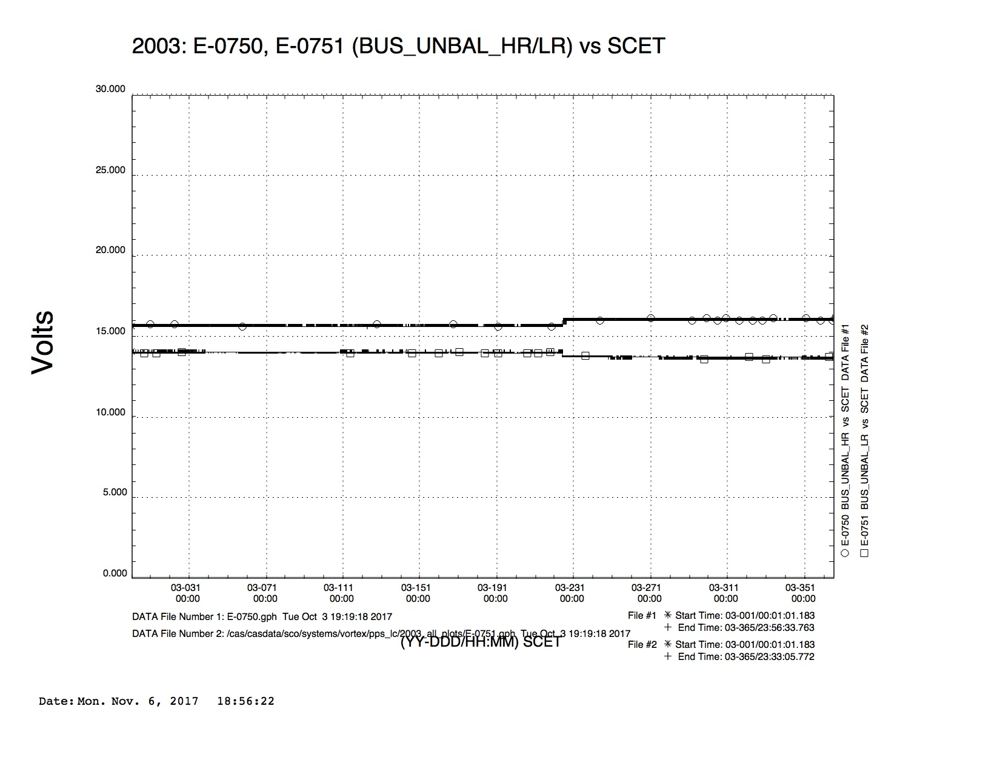 2003: E-0750, E-0751 (BUS_UNBAL_HR/LR) vs SCET
Volts
30.000
25.000
20.000
15.000
10.000
5.000
0.000
03-031 03-071 03-111 03-151 03-191 03-231 03-271 03-311 03-351
00:00 00:00 00:00 00:00 00:00 00:00 00:00 00:00 00:00
E-0750 BUS_UNBAL_HR vs SCET DATA File #1
E-0751 BUS_UNBAL_LR vs SCET DATA File #2
DATA File Number 1: E-0750.gph Tue Oct 3 19:19:18 2017
DATA File Number 2: /cas/casdata/sco/systems/vortex/pps_lc/2003_all_plots/E-0751.gph Tue Oct 3 19:19:18 2017
(YY-DDD/HH:MM) SCET
File #1 Start Time: 03-001/00:01:01.183
End Time: 03-365/23:56:33.763
File #2 Start Time: 03-001/00:01:01.183
End Time: 03-365/23:33:05.772
Date: Mon. Nov. 6, 2017 18:56:22